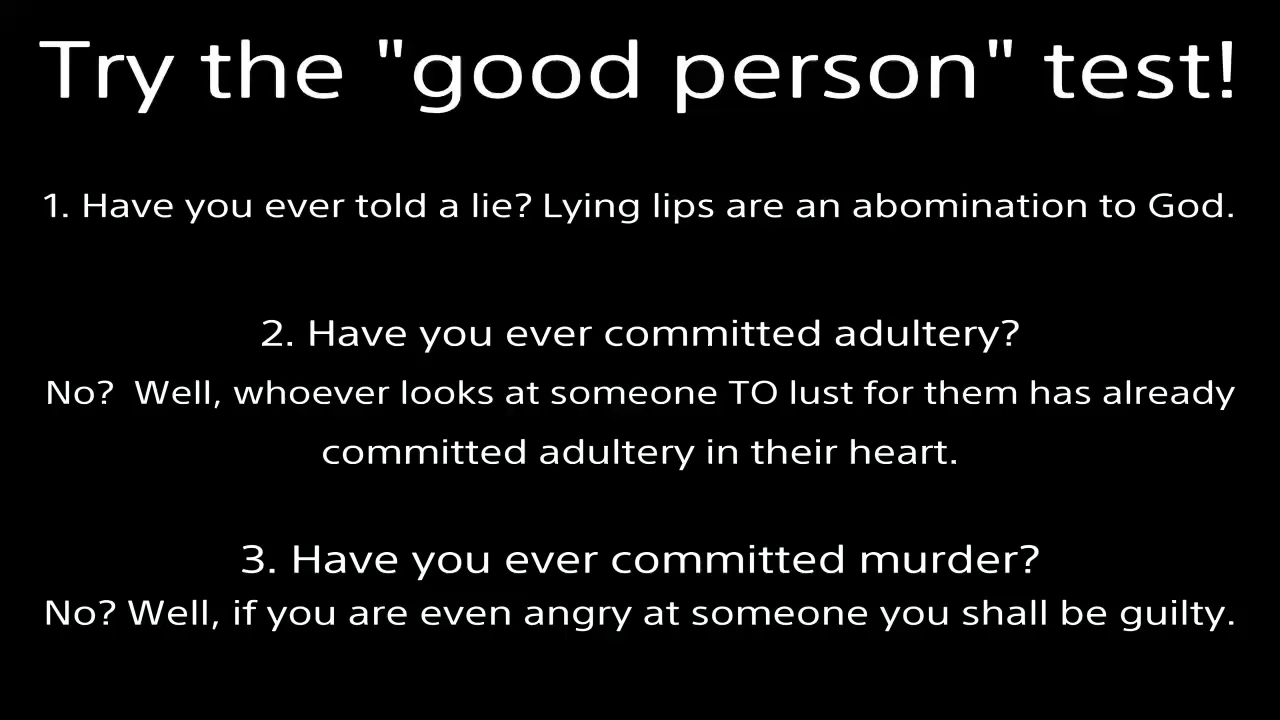 Try the "good person" test!
1. Have you ever told a lie? Lying lips are an abomination to God.
2. Have you ever committed adultery?
No?  Well, whoever looks at someone TO lust for them has already
committed adultery in their heart.
3. Have you ever committed murder?
No? Well, if you are even angry at someone you shall be guilty.